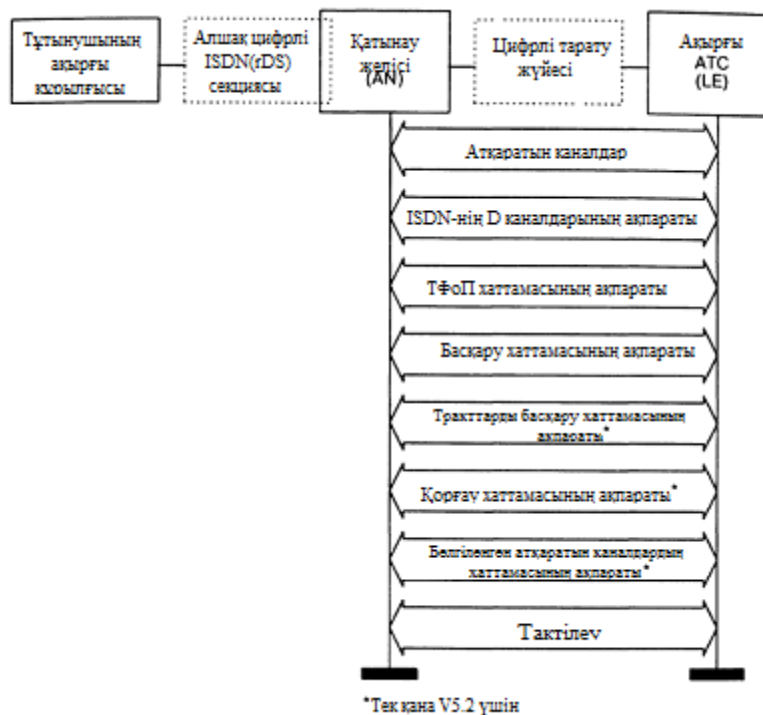 Тұтынушының
ақырғы
құрылғысы
Алшақ цифрлі
ISDN(rDS)
секциясы
Қатынау
желісі
(AN)
Цифрлі тарату
жүйесі
Ақырғы
АТС
(LE)
Атқаратын каналдар
ISDN-нің D каналдарының ақпараты
ТФоП хаттамасының ақпараты
Басқару хаттамасының ақпараты
Тракттарды басқару хаттамасының
ақпараты*
Қорғау хаттамасының ақпараты*
Белгіленген атқаратын каналдардың
хаттамасының ақпараты*
Тактілеу
*Тек қана V5.2 үшін